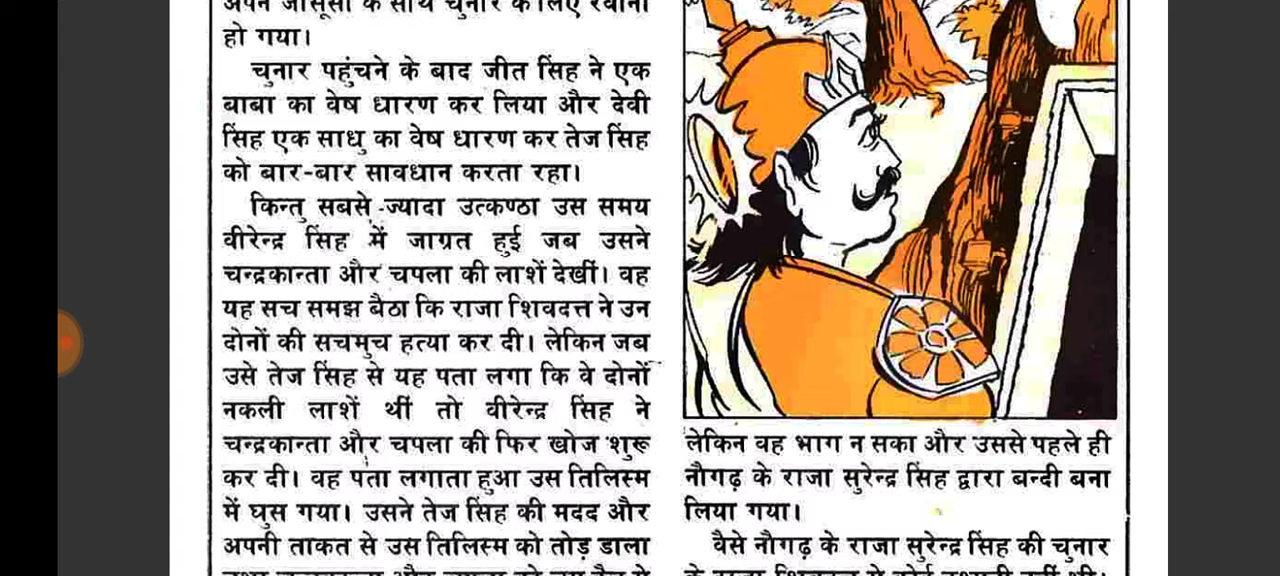 अपने जासूसों के साथ चुनार के लिए रवाना
हो गया।
चुनार पहुंचने के बाद जीत सिंह ने एक
बाबा का वेष धारण कर लिया और देवी
सिंह एक साधु का वेष धारण कर तेज सिंह
को बार-बार सावधान करता रहा।
किन्तु सबसे ज्यादा उत्कण्ठा उस समय
वीरेन्द्र सिंह में जाग्रत हुई जब उसने
चन्द्रकान्ता और चपला की लाशें देखीं। वह
यह सच समझ बैठा कि राजा शिवदत्त ने उन
दोनों की सचमुच हत्या कर दी। लेकिन जब
उसे तेज सिंह से यह पता लगा कि वे दोनों
नकली लाशें थीं तो वीरेन्द्र सिंह ने
चन्द्रकान्ता और चपला की फिर खोज शुरू
कर दी। वह पता लगाता हुआ उस तिलिस्म
में घुस गया। उसने तेज सिंह की मदद और
अपनी ताकत से उस तिलिस्म को तोड़ डाला
लेकिन वह भाग न सका और उससे पहले ही
नौगढ़ के राजा सुरेन्द्र सिंह द्वारा बन्दी बना
लिया गया।
वैसे नौगढ़ के राजा सुरेन्द्र सिंह की चुनार